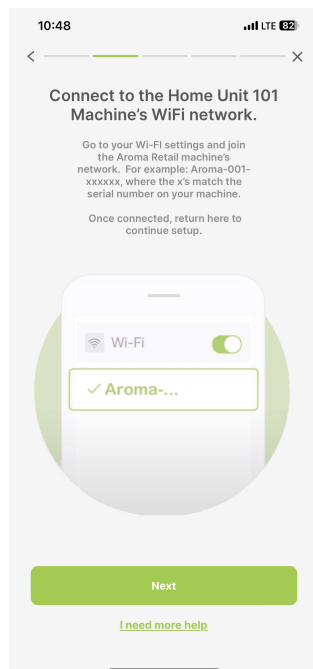 10:48 LTE 82
Connect to the Home Unit 101
Machine's WiFi network.
Go to your Wi-FI settings and join
the Aroma Retail machine's
network. For example: Aroma-001-
xxxxxx, where the x's match the
serial number on your machine.
Once connected, return here to
continue setup.
Wi-Fi
Aroma-...
Next
I need more help